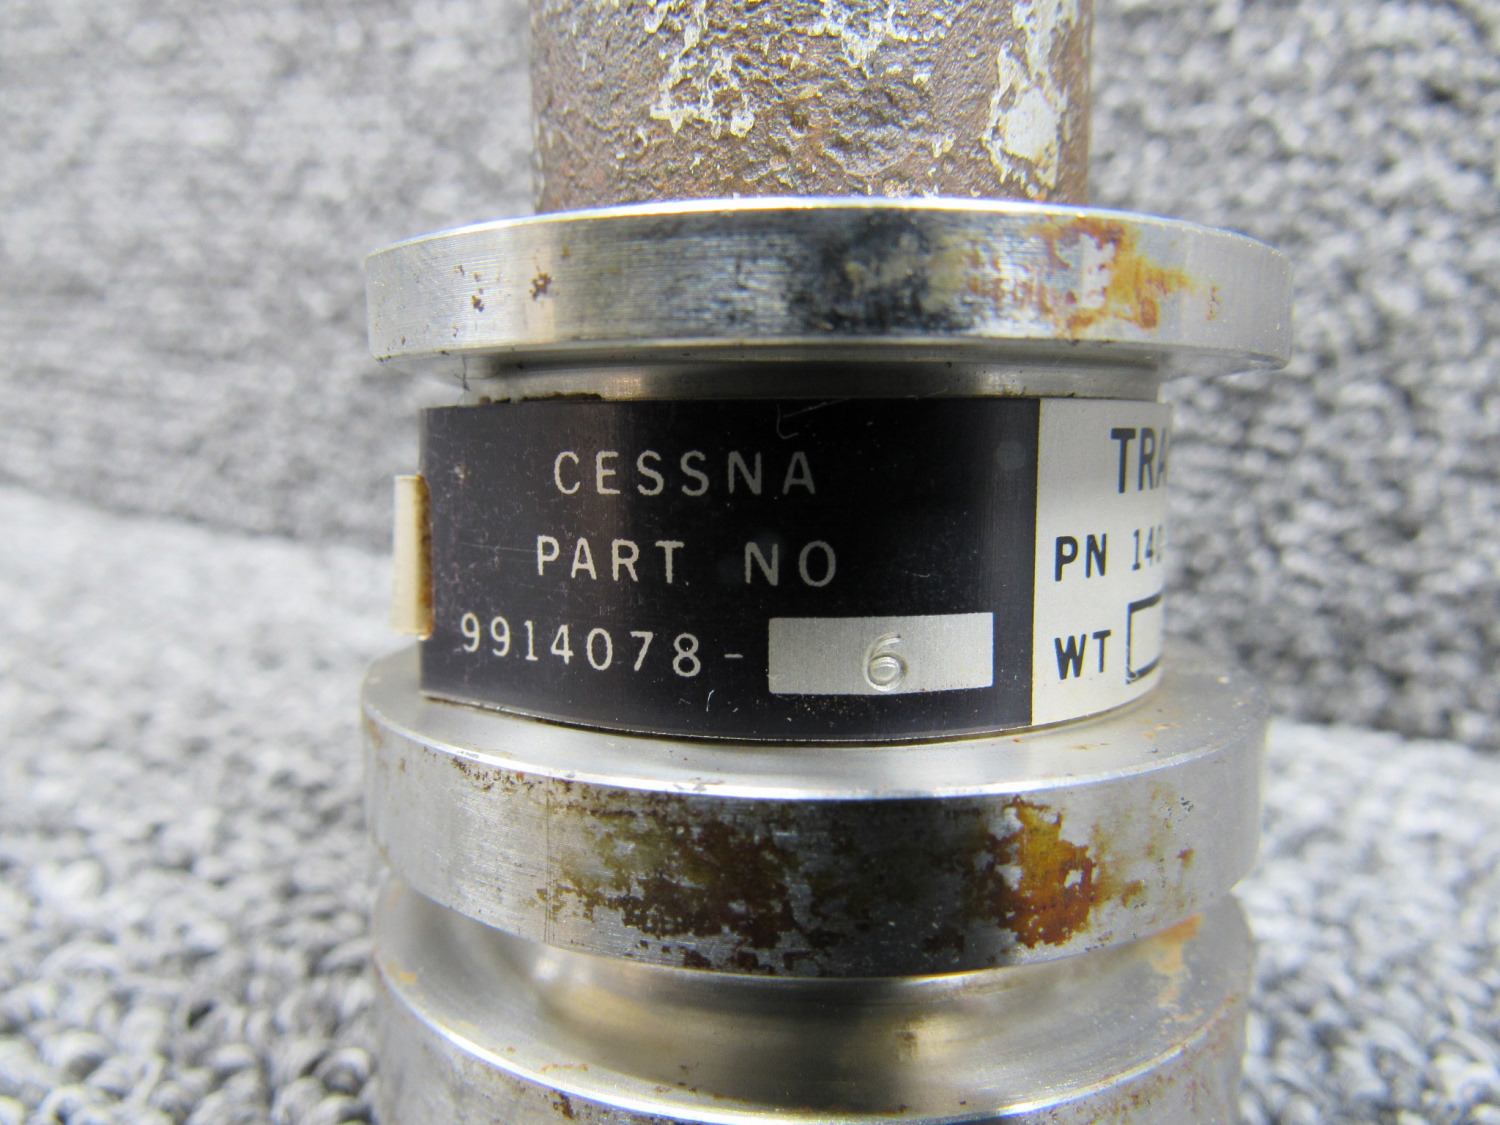 CESSNA
PART NO
9914078-6
PN
WT